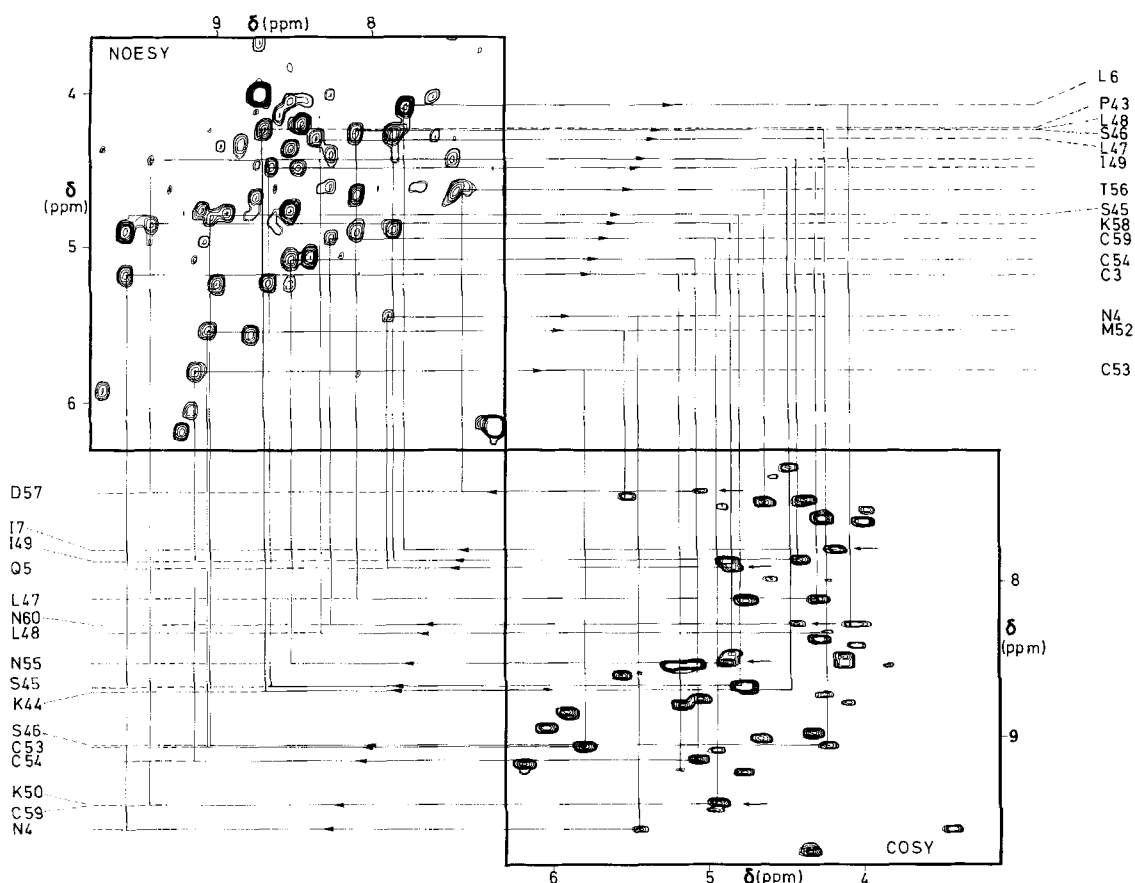 9 δ(ppm) 8
NOESY
4
δ
(ppm)
5
6
L6
P43
L48
S46
L47
I49
T56
S45
K58
C59
C54
C3
N4
M52
C53
D57
I7
I49
Q5
L47
N60
L48
N55
S45
K44
S46
C53
C54
K50
C59
N4
8
δ
(ppm)
9
COSY
6 5 δ(ppm) 4